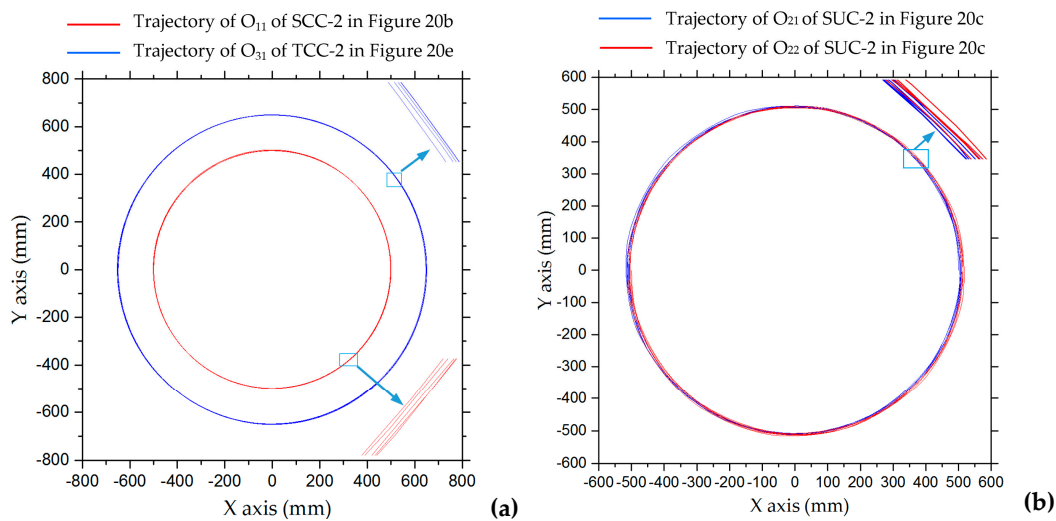 Trajectory of O₁₁ of SCC-2 in Figure 20b
Trajectory of O₃₁ of TCC-2 in Figure 20e
800
600
400
200
0
-200
-400
-600
-800
Y axis (mm)
-800 -600 -400 -200 0 200 400 600 800
X axis (mm)
(a)
Trajectory of O₂₁ of SUC-2 in Figure 20c
Trajectory of O₂₂ of SUC-2 in Figure 20c
600
500
400
300
200
100
0
-100
-200
-300
-400
-500
-600
Y axis (mm)
-600 -500 -400 -300 -200 -100 0 100 200 300 400 500 600
X axis (mm)
(b)